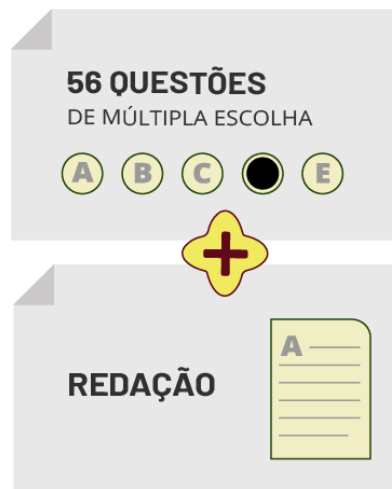 56 QUESTÕES
DE MÚLTIPLA ESCOLHA
A B C E
REDAÇÃO
A